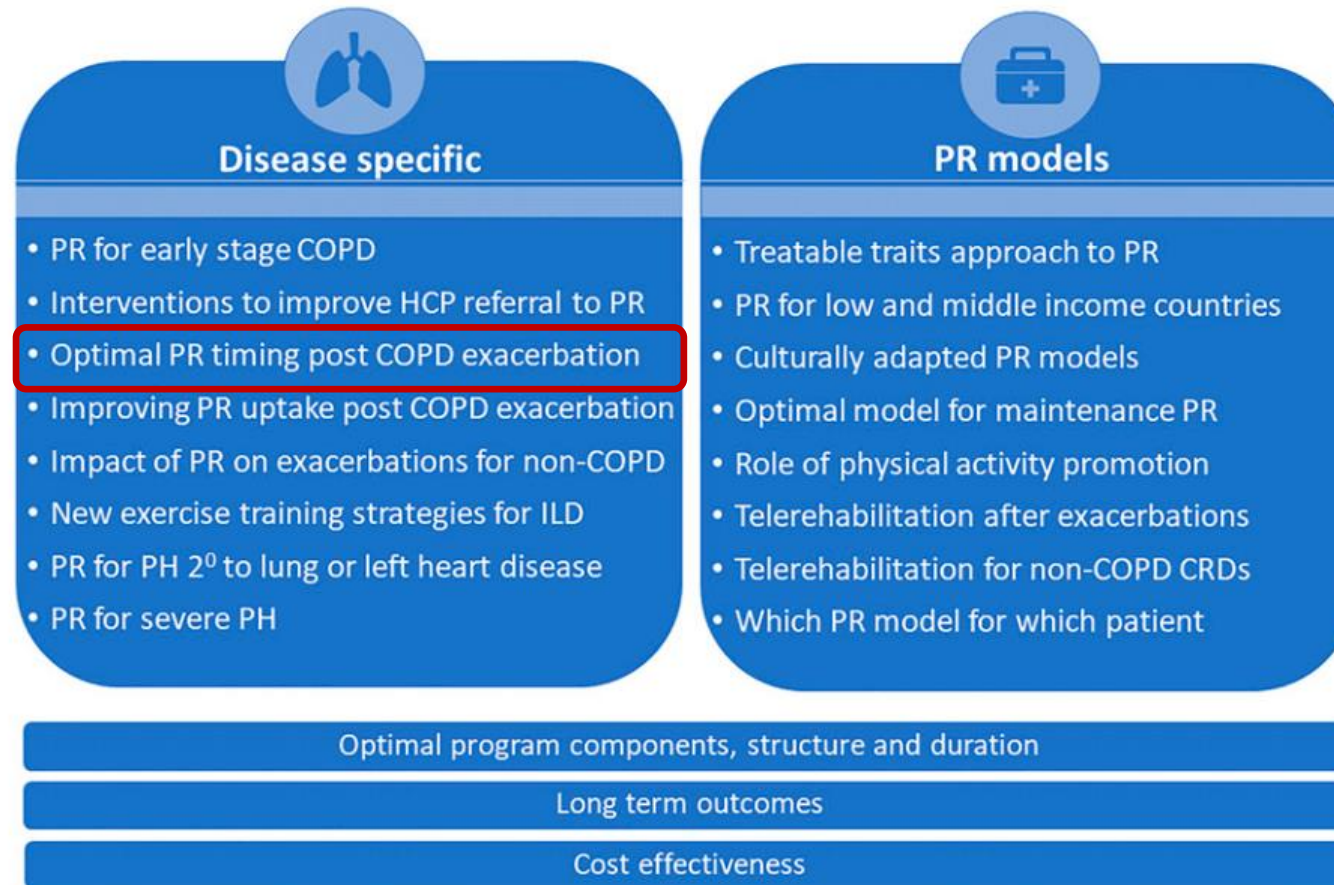 Disease specific
• PR for early stage COPD
• Interventions to improve HCP referral to PR
• Optimal PR timing post COPD exacerbation
• Improving PR uptake post COPD exacerbation
• Impact of PR on exacerbations for non-COPD
• New exercise training strategies for ILD
• PR for PH 2⁰ to lung or left heart disease
• PR for severe PH
PR models
• Treatable traits approach to PR
• PR for low and middle income countries
• Culturally adapted PR models
• Optimal model for maintenance PR
• Role of physical activity promotion
• Telerehabilitation after exacerbations
• Telerehabilitation for non-COPD CRDs
• Which PR model for which patient
Optimal program components, structure and duration
Long term outcomes
Cost effectiveness